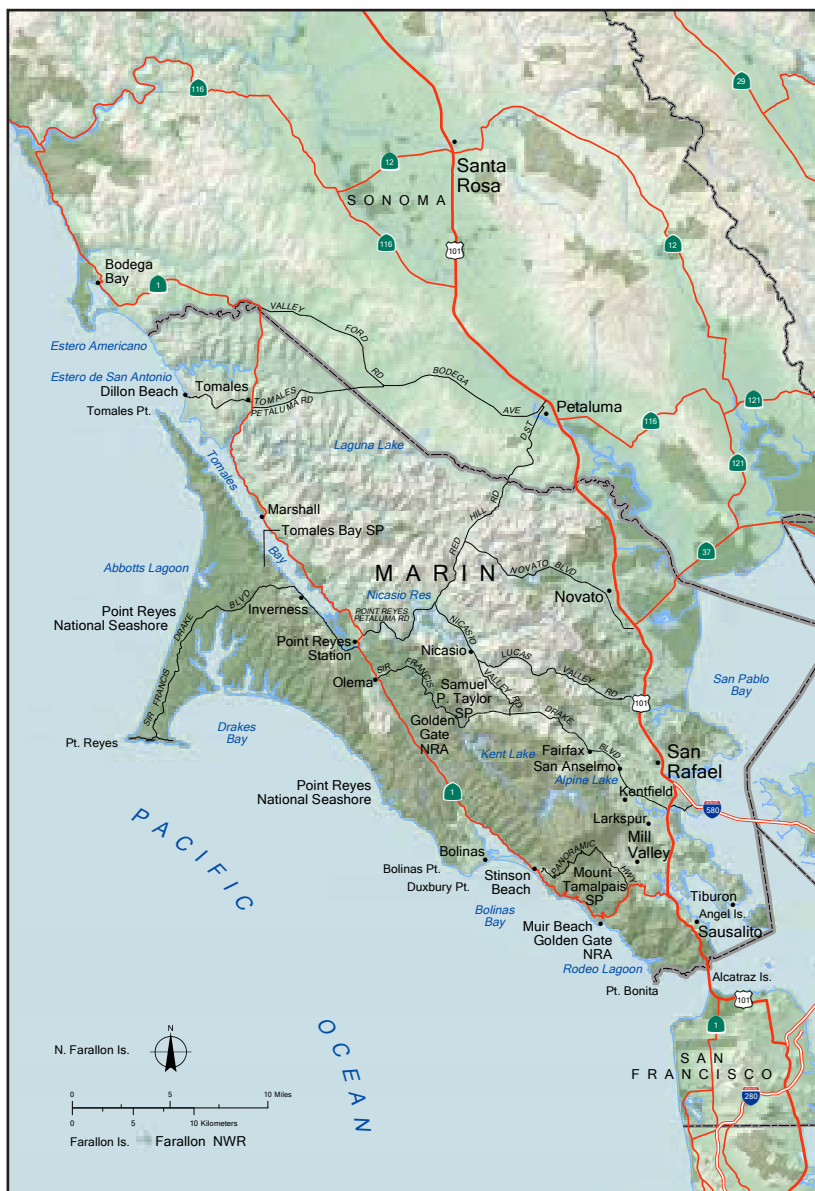 116
29
12
Santa
Rosa
SONOMA
116
101
12
Bodega
Bay
1
VALLEY
FORD
RD
Estero Americano
Estero de San Antonio
Dillon Beach
Tomales
TOMALES
PETALUMA RD
BODEGA
AVE
Tomales Pt.
Petaluma
116
121
121
DST
Laguna Lake
Tomales
Bay
Marshall
Tomales Bay SP
HILL RD
RED
37
MARIN
Abbotts Lagoon
NOVATO BLVD
Novato
Nicasio Res
Inverness
Point Reyes
National Seashore
SIR FRANCIS DRAKE BLVD
POINT REYES
PETALUMA RD
Point Reyes
Station
NICASIO
VALLEY RD
Nicasio
LUCAS VALLEY RD
Olema
SIR FRANCIS DRAKE BLVD
Samuel
P. Taylor
SP
San Pablo
Bay
101
Golden
Gate
NRA
Drakes
Bay
Pt. Reyes
Kent Lake
Fairfax
San Anselmo
Alpine Lake
San
Rafael
Kentfield
580
Point Reyes
National Seashore
1
Larkspur
Mill
Valley
PACIFIC
OCEAN
Bolinas
Bolinas Pt.
Duxbury Pt.
Stinson
Beach
PANORAMIC HWY
Mount
Tamalpais
SP
Bolinas
Bay
Tiburon
Angel Is.
Sausalito
Muir Beach
Golden Gate
NRA
Rodeo Lagoon
Pt. Bonita
Alcatraz Is.
101
1
SAN
FRANCISCO
280
N
N. Farallon Is.
0 5 10 Miles
0 5 10 Kilometers
Farallon Is.
Farallon NWR